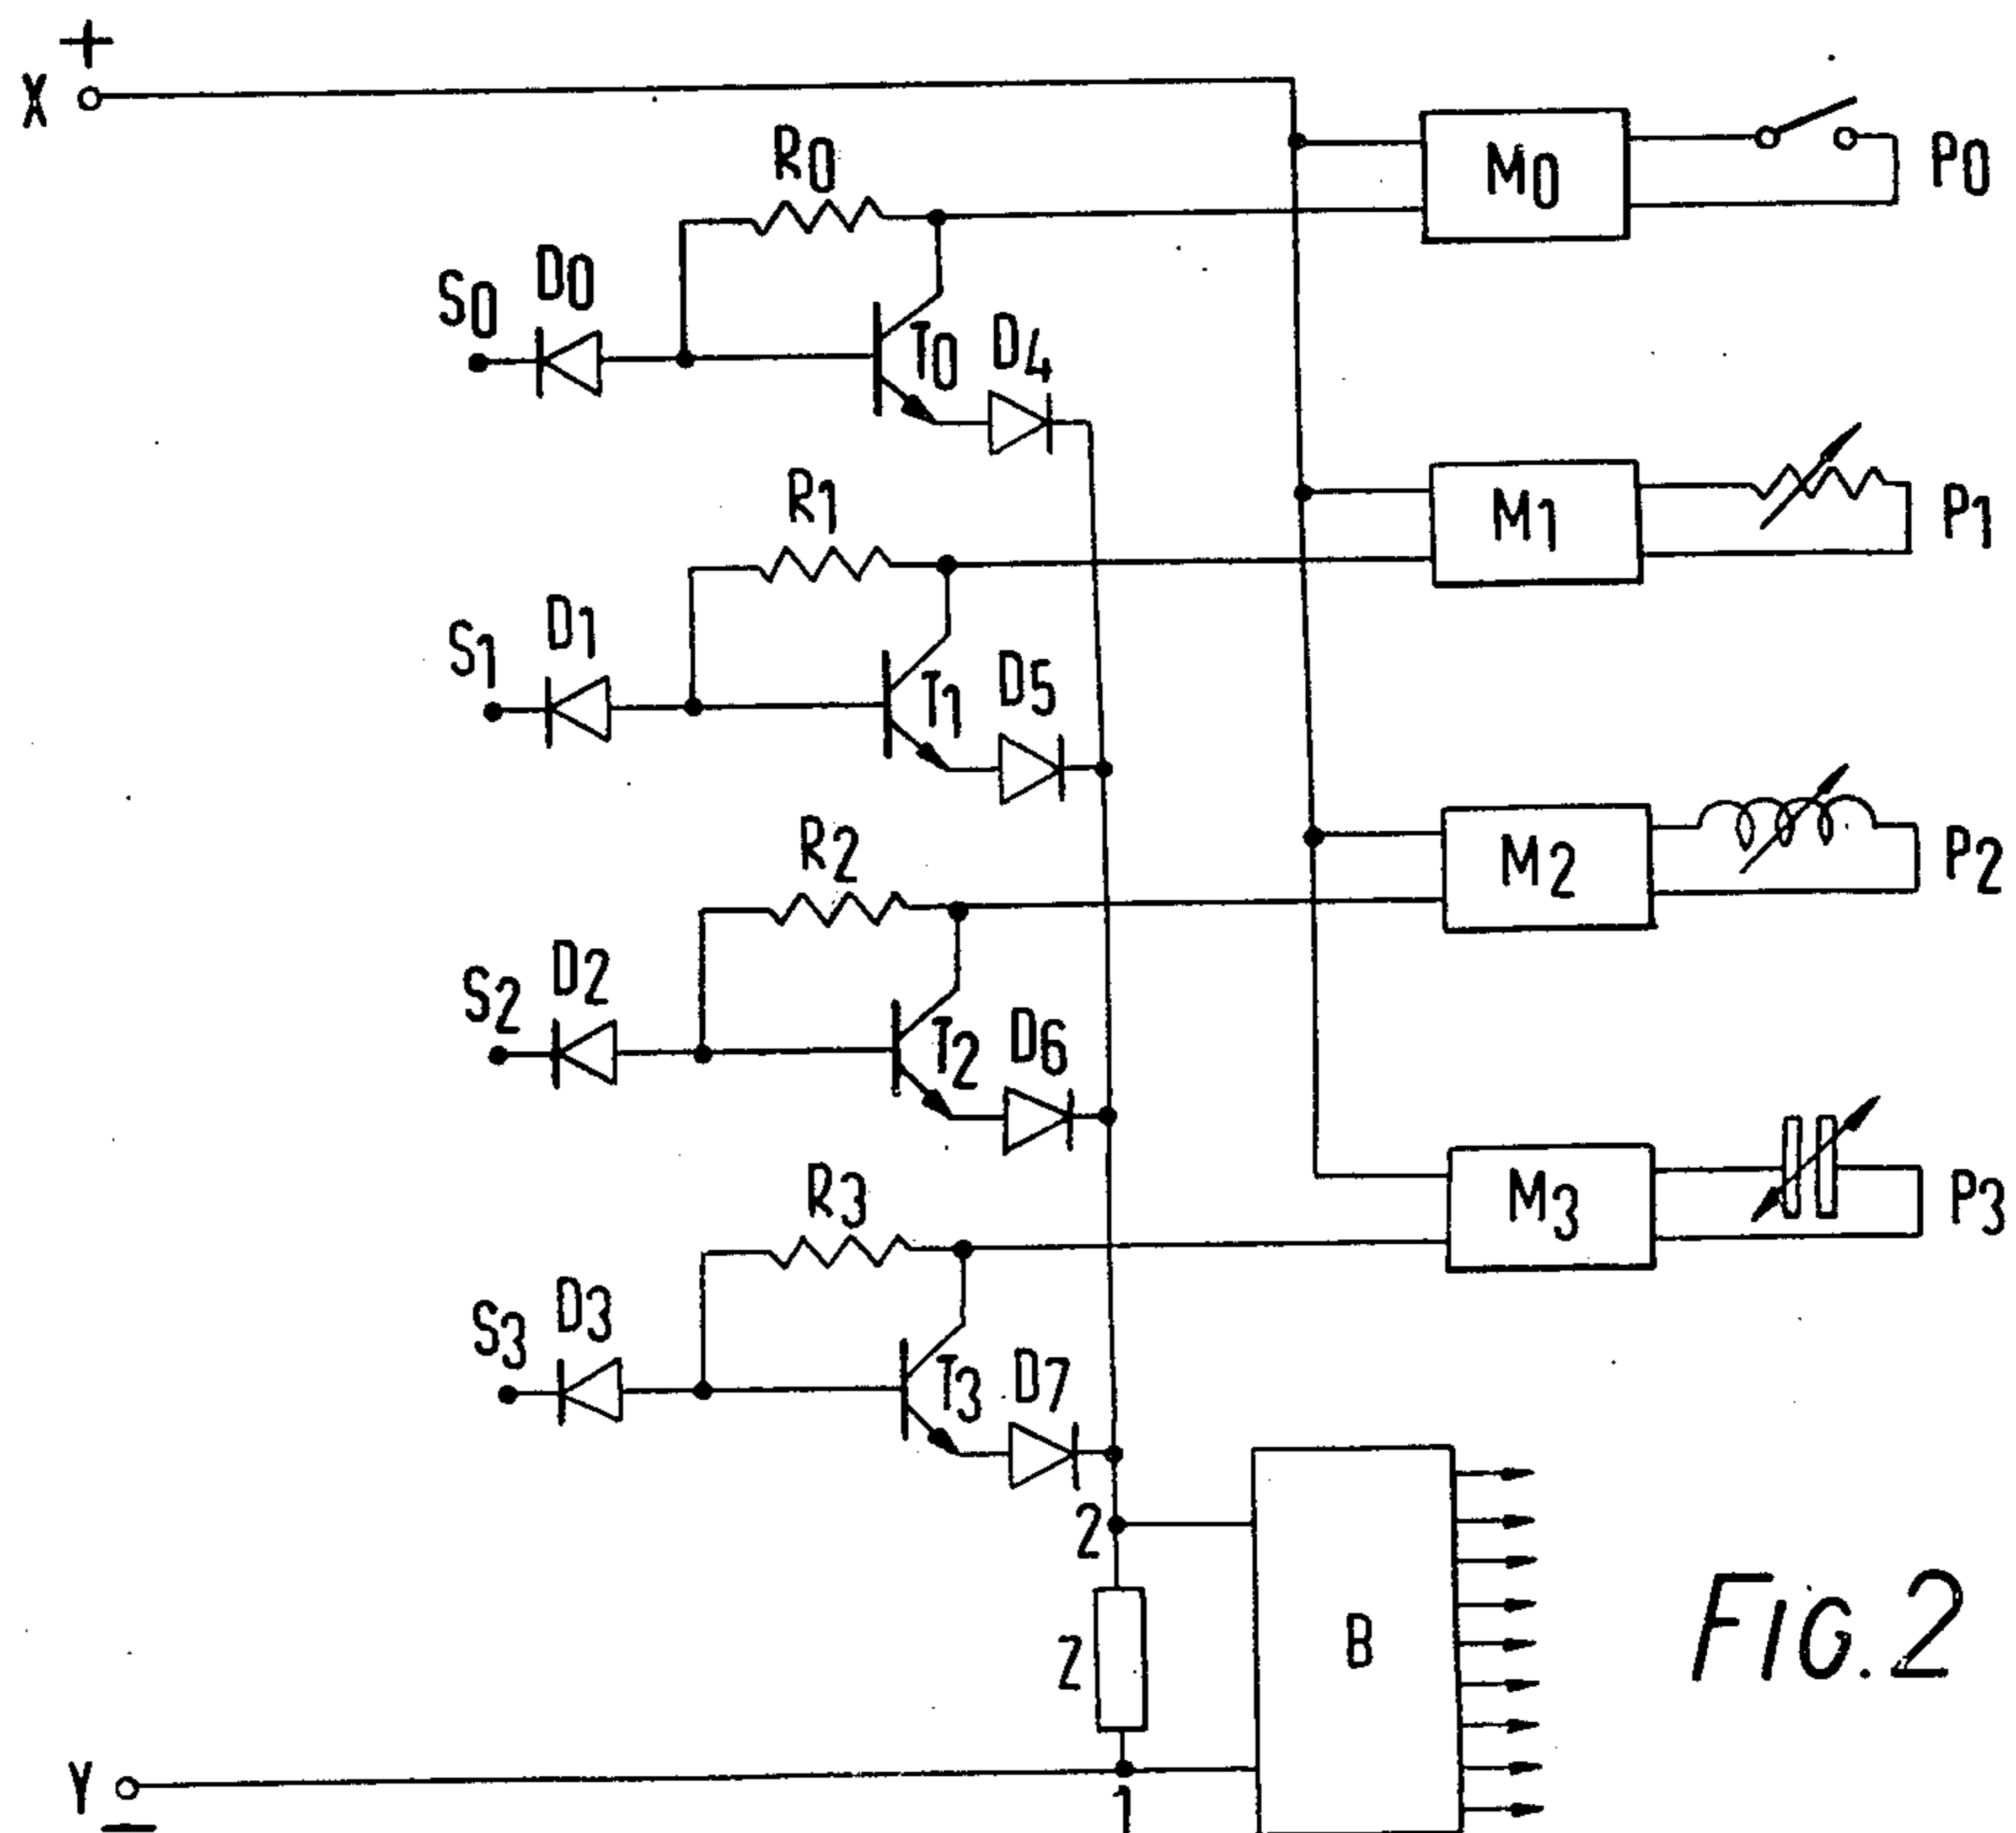 +
X
R0
M0
P0
S0
D0
T0
D4
R1
M1
P1
S1
D1
T1
D5
R2
M2
P2
S2
D2
T2
D6
R3
M3
P3
S3
D3
T3
D7
2
Z
B
FIG. 2
Y
1
−